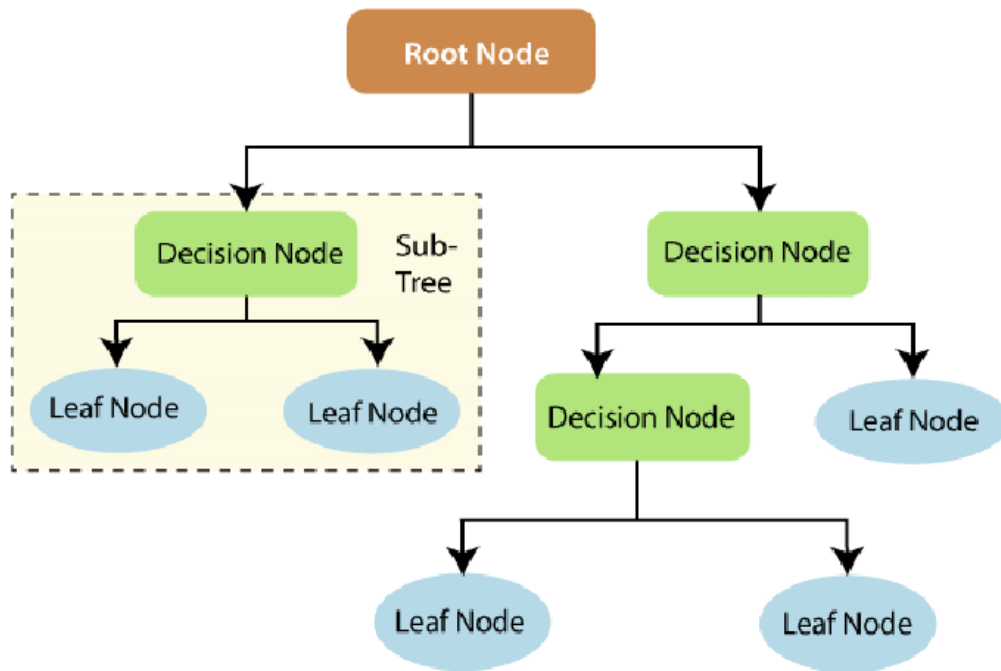 Root Node
Decision Node
Sub-
Tree
Decision Node
Leaf Node
Leaf Node
Decision Node
Leaf Node
Leaf Node
Leaf Node